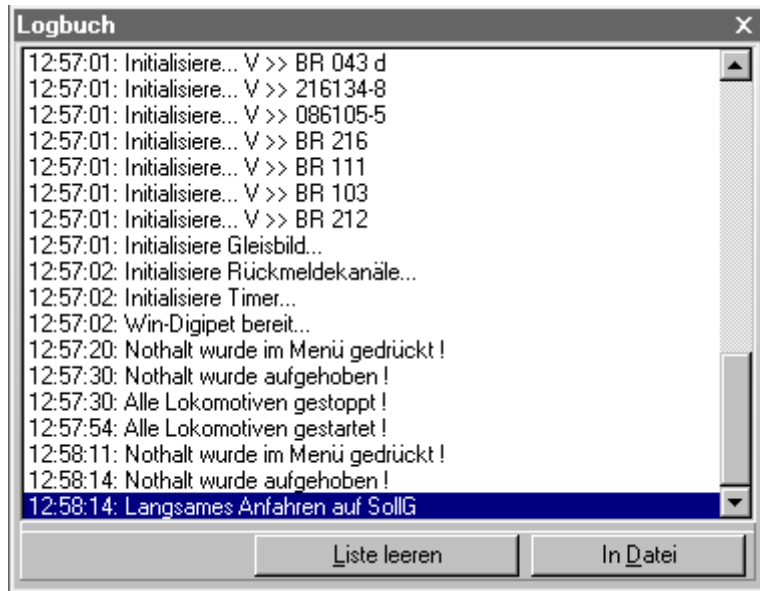 Logbuch
12:57:01: Initialisiere... V >> BR 043 d
12:57:01: Initialisiere... V >> 216134-8
12:57:01: Initialisiere... V >> 086105-5
12:57:01: Initialisiere... V >> BR 216
12:57:01: Initialisiere... V >> BR 111
12:57:01: Initialisiere... V >> BR 103
12:57:01: Initialisiere... V >> BR 212
12:57:01: Initialisiere Gleisbild...
12:57:02: Initialisiere Rückmeldekanäle...
12:57:02: Initialisiere Timer...
12:57:02: Win-Digipet bereit...
12:57:20: Nothalt wurde im Menü gedrückt !
12:57:30: Nothalt wurde aufgehoben !
12:57:30: Alle Lokomotiven gestoppt !
12:57:54: Alle Lokomotiven gestartet !
12:58:11: Nothalt wurde im Menü gedrückt !
12:58:14: Nothalt wurde aufgehoben !
12:58:14: Langsames Anfahren auf SollG
Liste leeren In Datei